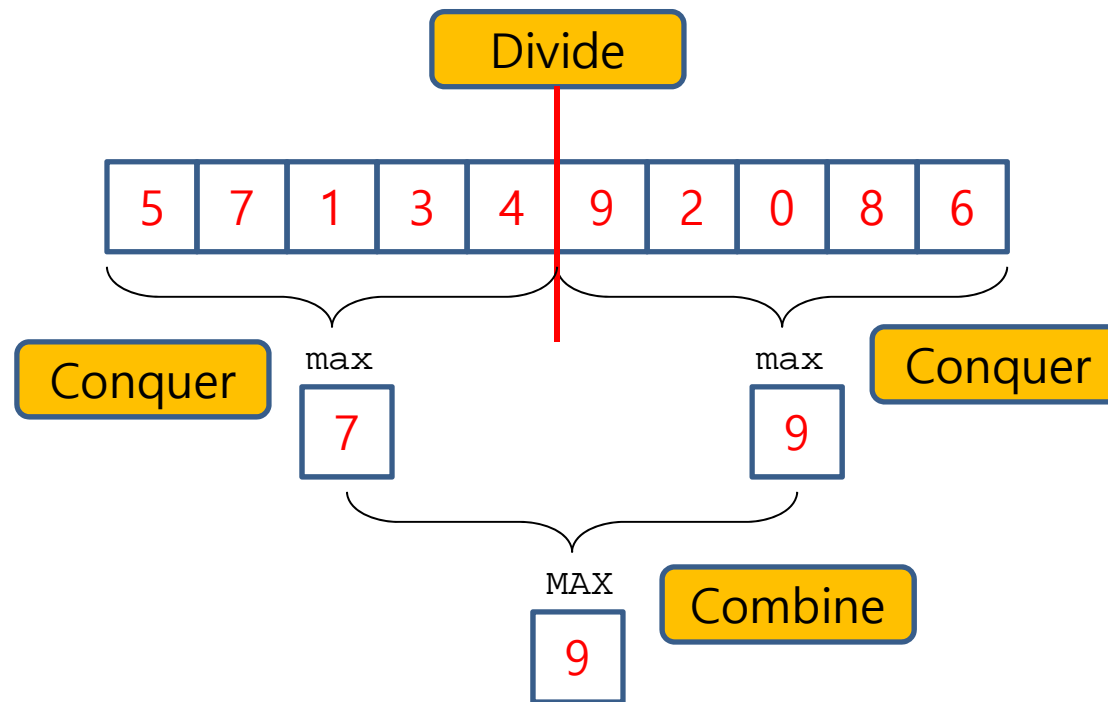 Divide
5 7 1 3 4 9 2 0 8 6
Conquer max max Conquer
7 9
MAX Combine
9